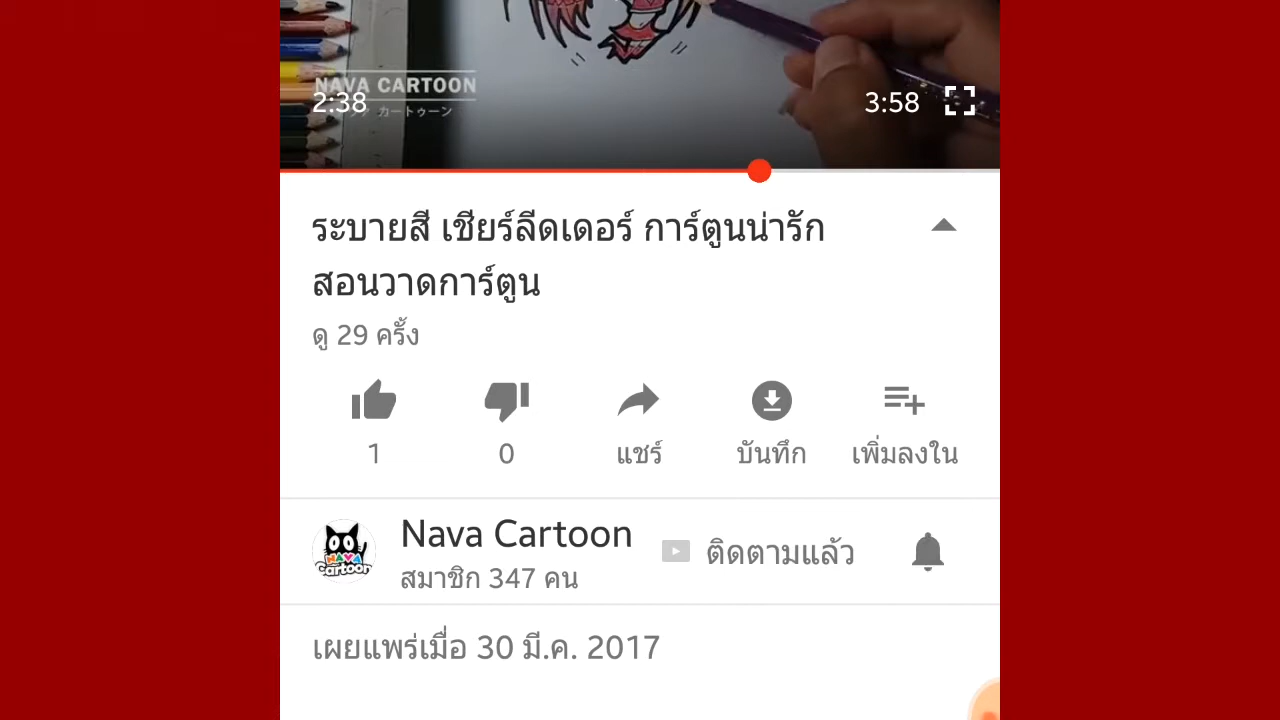 NAVA CARTOON
2:38
カートゥーン
3:58
ระบายสี เชียร์ลีดเดอร์ การ์ตูนน่ารัก
สอนวาดการ์ตูน
ดู 29 ครั้ง
1
0
แชร์
บันทึก
เพิ่มลงใน
NAVA
Cartoon
Nava Cartoon
สมาชิก 347 คน
ติดตามแล้ว
เผยแพร่เมื่อ 30 มี.ค. 2017